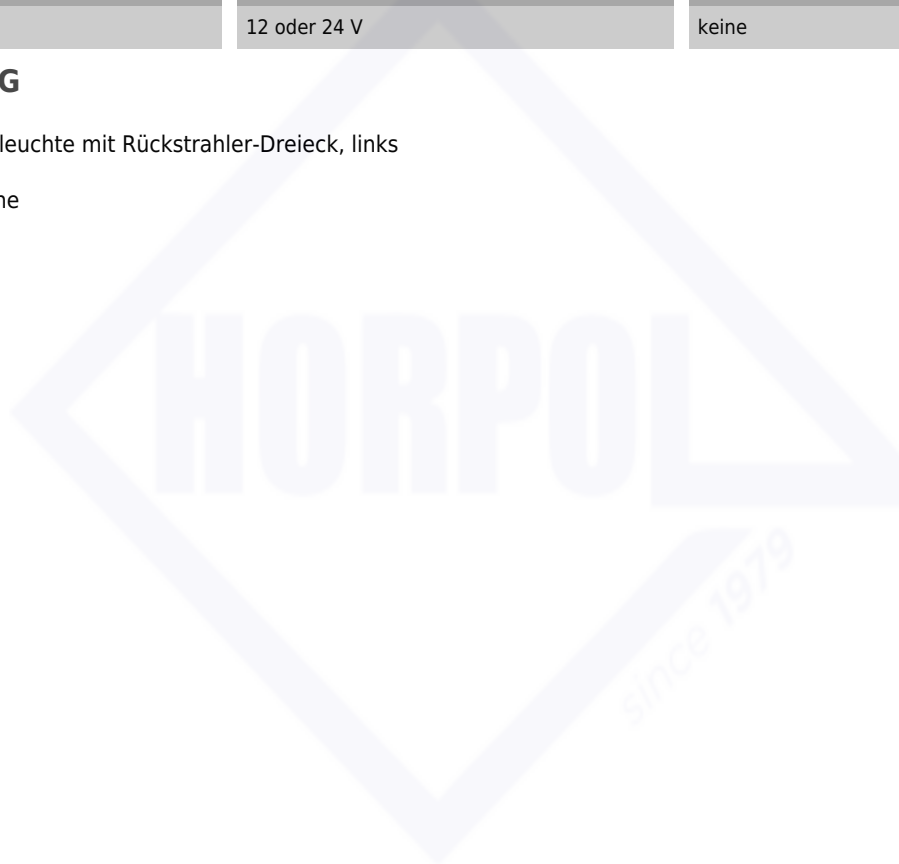 12 oder 24 V keine
G
leuchte mit Rückstrahler-Dreieck, links
ne
HORPOL
since 1979